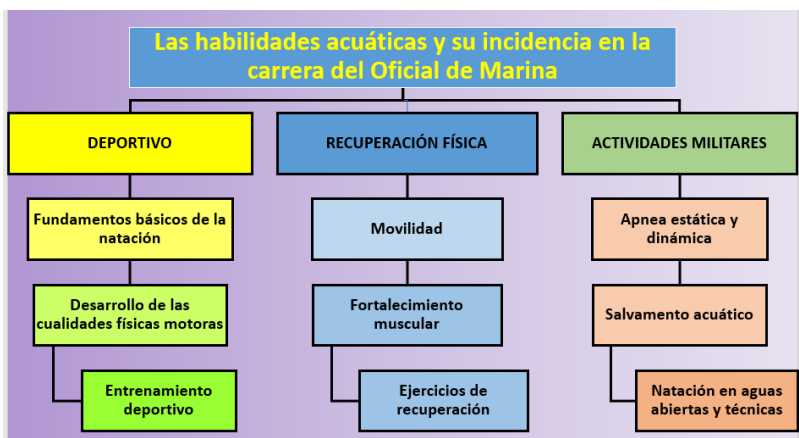 Las habilidades acuáticas y su incidencia en la
carrera del Oficial de Marina
DEPORTIVO
RECUPERACIÓN FÍSICA
ACTIVIDADES MILITARES
Fundamentos básicos de la
natación
Movilidad
Apnea estática y
dinámica
Desarrollo de las
cualidades físicas motoras
Fortalecimiento
muscular
Salvamento acuático
Entrenamiento
deportivo
Ejercicios de
recuperación
Natación en aguas
abiertas y técnicas